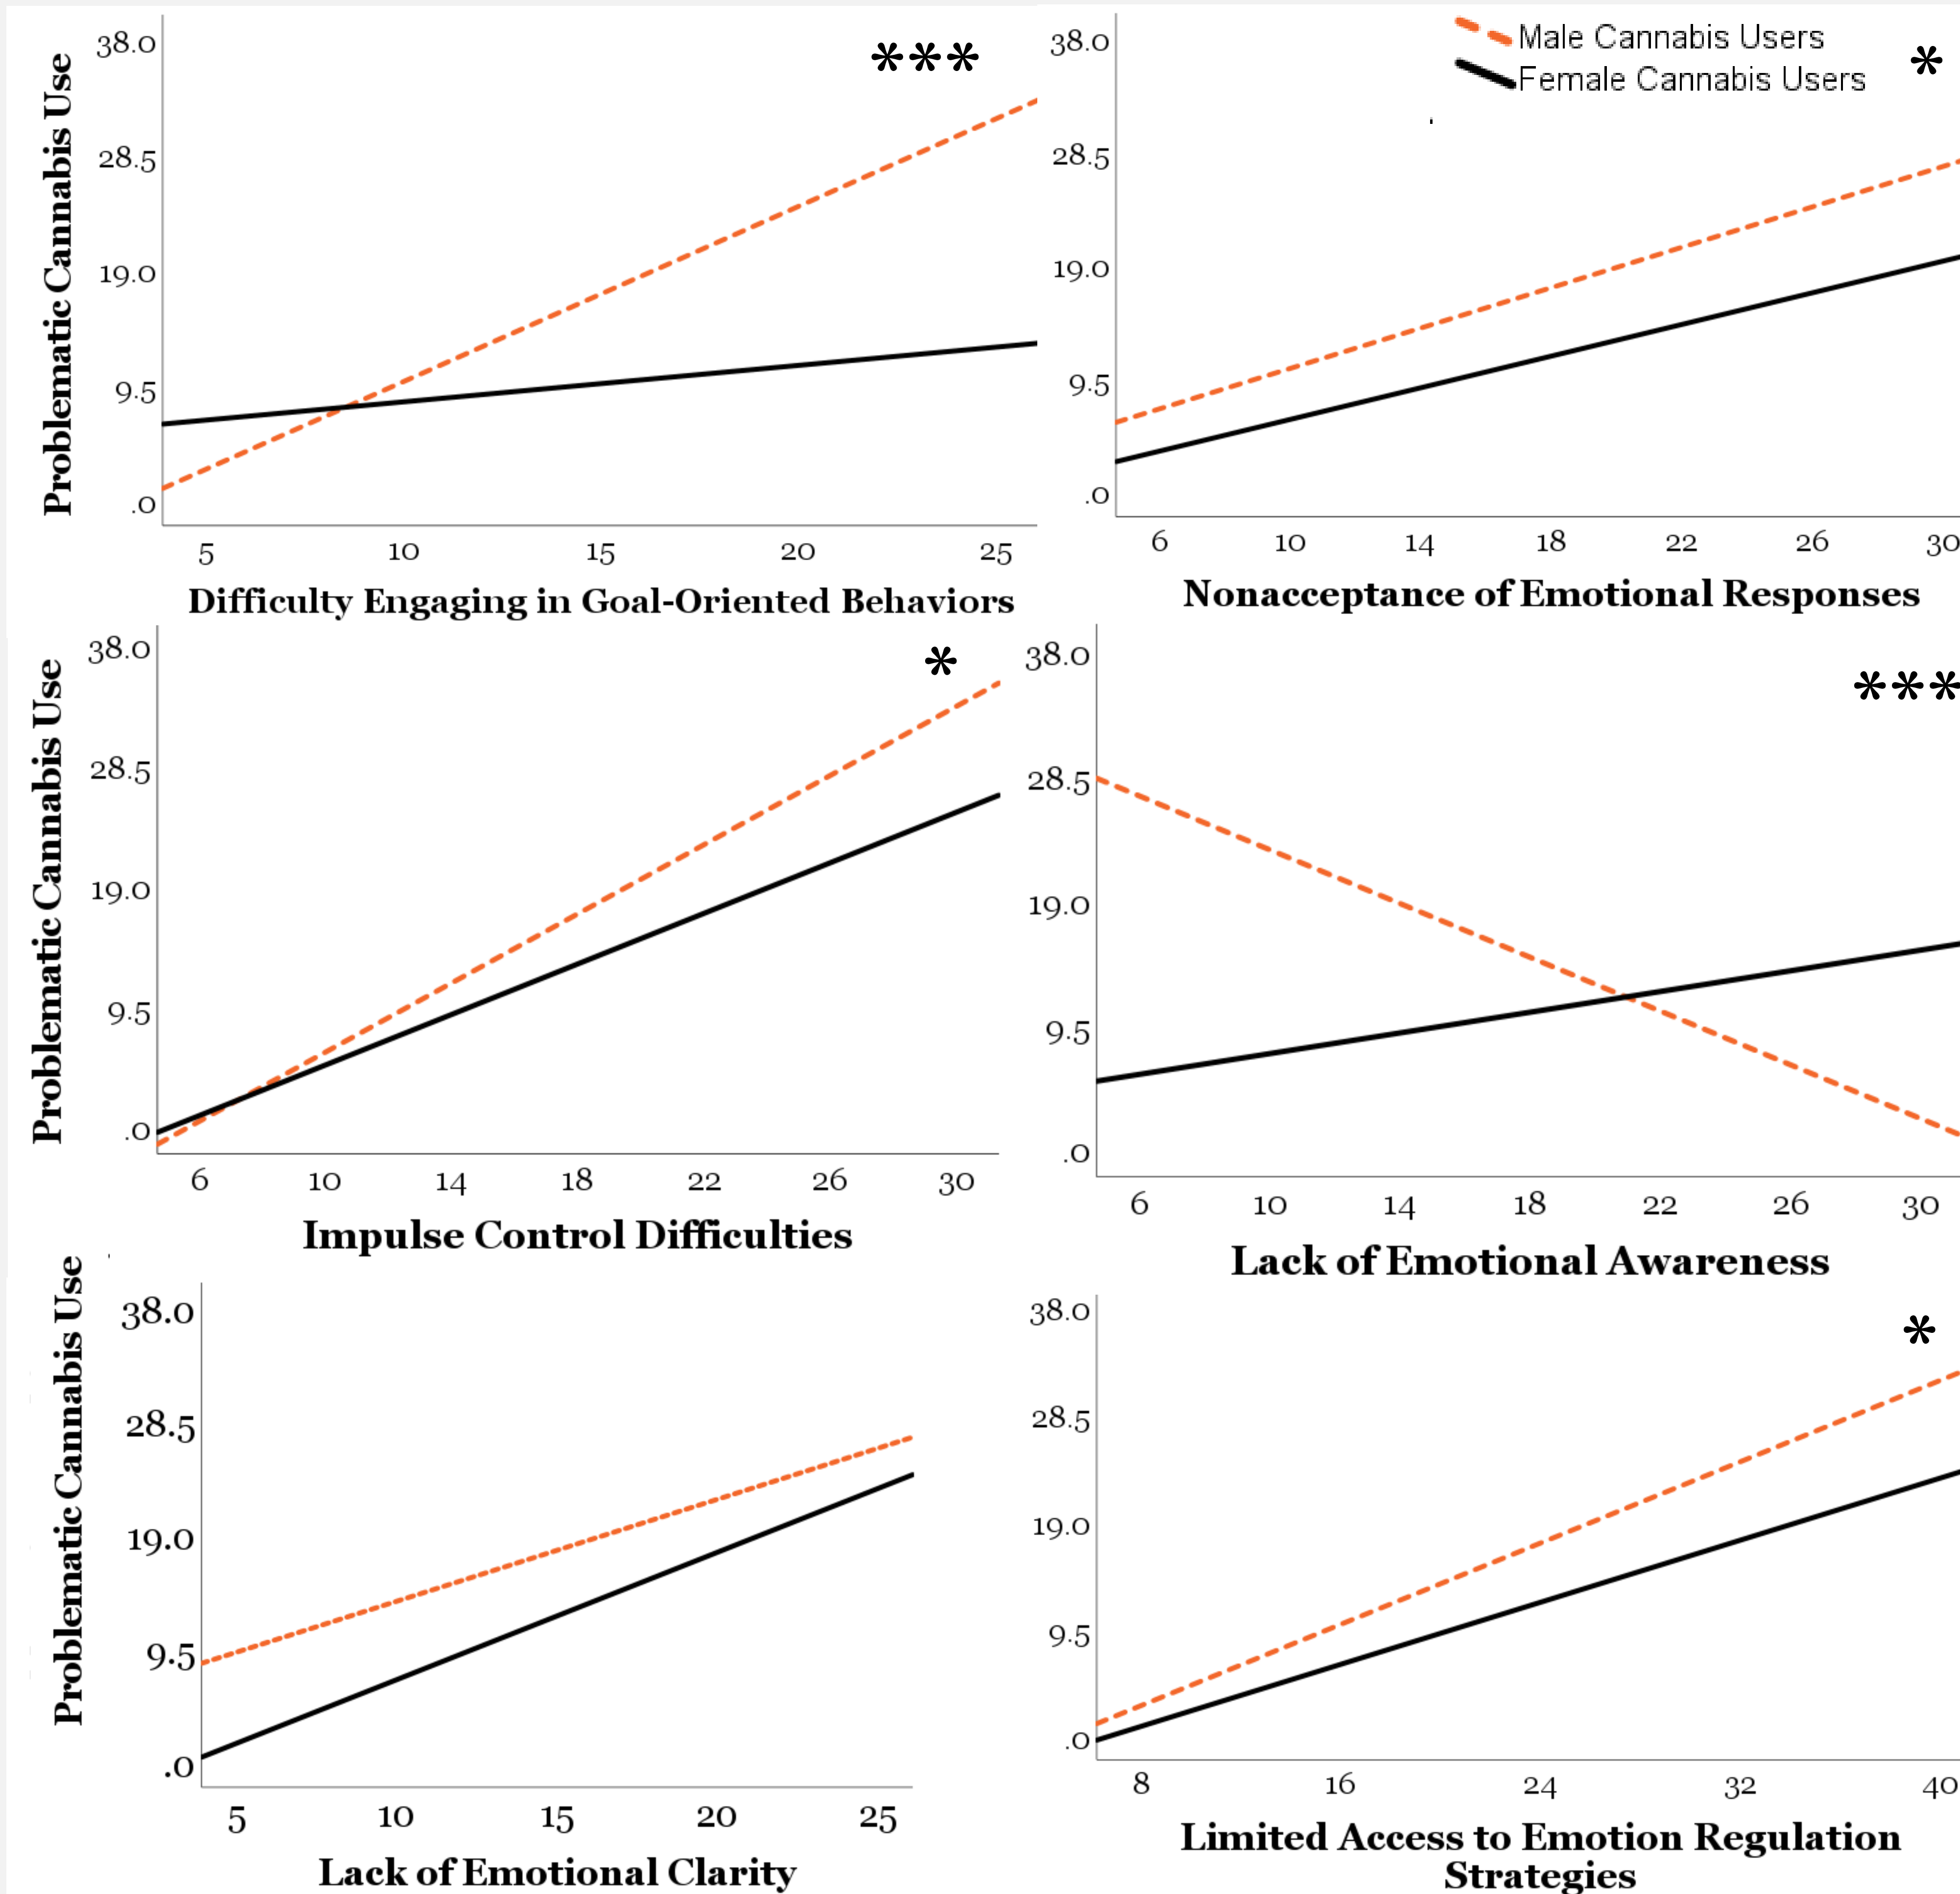 Problematic Cannabis Use
38.0
28.5
19.0
9.5
.0
***
5 10 15 20 25
Difficulty Engaging in Goal-Oriented Behaviors
Male Cannabis Users
Female Cannabis Users
*
38.0
28.5
19.0
9.5
.0
6 10 14 18 22 26 30
Nonacceptance of Emotional Responses
Problematic Cannabis Use
38.0
28.5
19.0
9.5
.0
*
6 10 14 18 22 26 30
Impulse Control Difficulties
38.0
28.5
19.0
9.5
.0
***
6 10 14 18 22 26 30
Lack of Emotional Awareness
Problematic Cannabis Use
38.0
28.5
19.0
9.5
.0
5 10 15 20 25
Lack of Emotional Clarity
38.0
28.5
19.0
9.5
.0
*
8 16 24 32 40
Limited Access to Emotion Regulation
Strategies